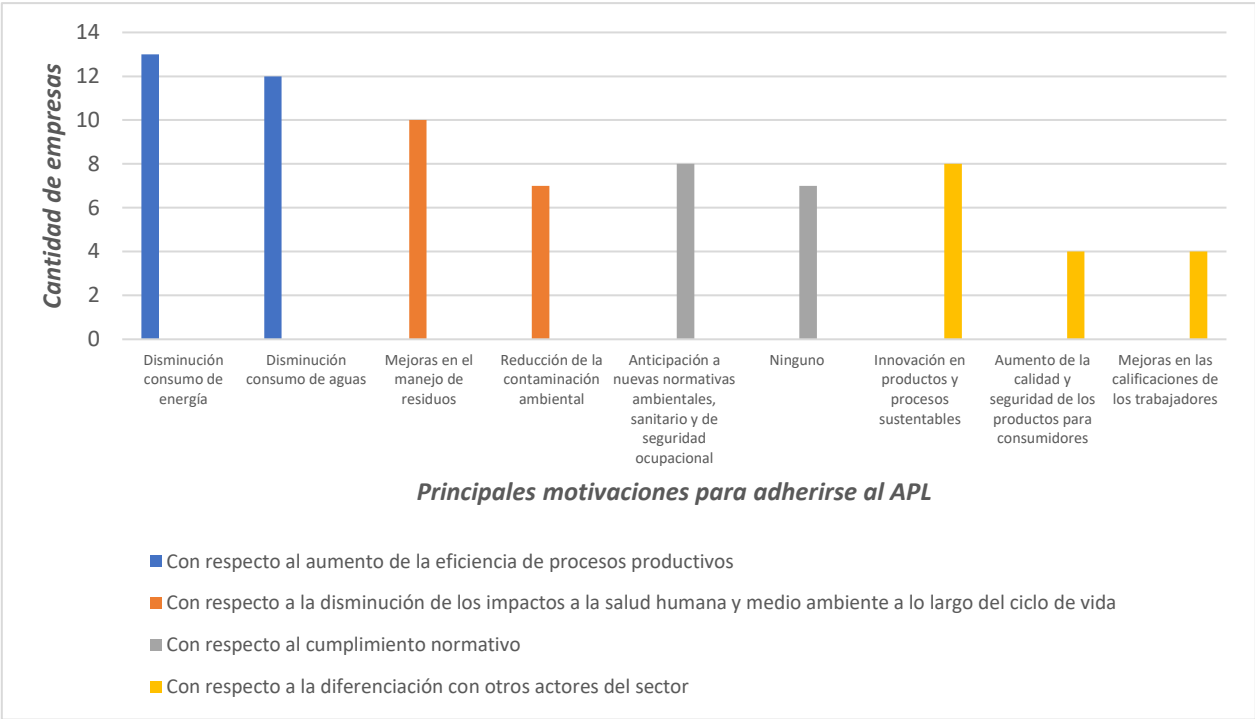 14
12
10
8
6
4
2
0
Cantidad de empresas
Disminución
consumo de
energía
Disminución
consumo de aguas
Mejoras en el
manejo de
residuos
Reducción de la
contaminación
ambiental
Anticipación a
nuevas normativas
ambientales,
sanitario y de
seguridad
ocupacional
Ninguno
Innovación en
productos y
procesos
sustentables
Aumento de la
calidad y
seguridad de los
productos para
consumidores
Mejoras en las
calificaciones de
los trabajadores
Principales motivaciones para adherirse al APL
Con respecto al aumento de la eficiencia de procesos productivos
Con respecto a la disminución de los impactos a la salud humana y medio ambiente a lo largo del ciclo de vida
Con respecto al cumplimiento normativo
Con respecto a la diferenciación con otros actores del sector